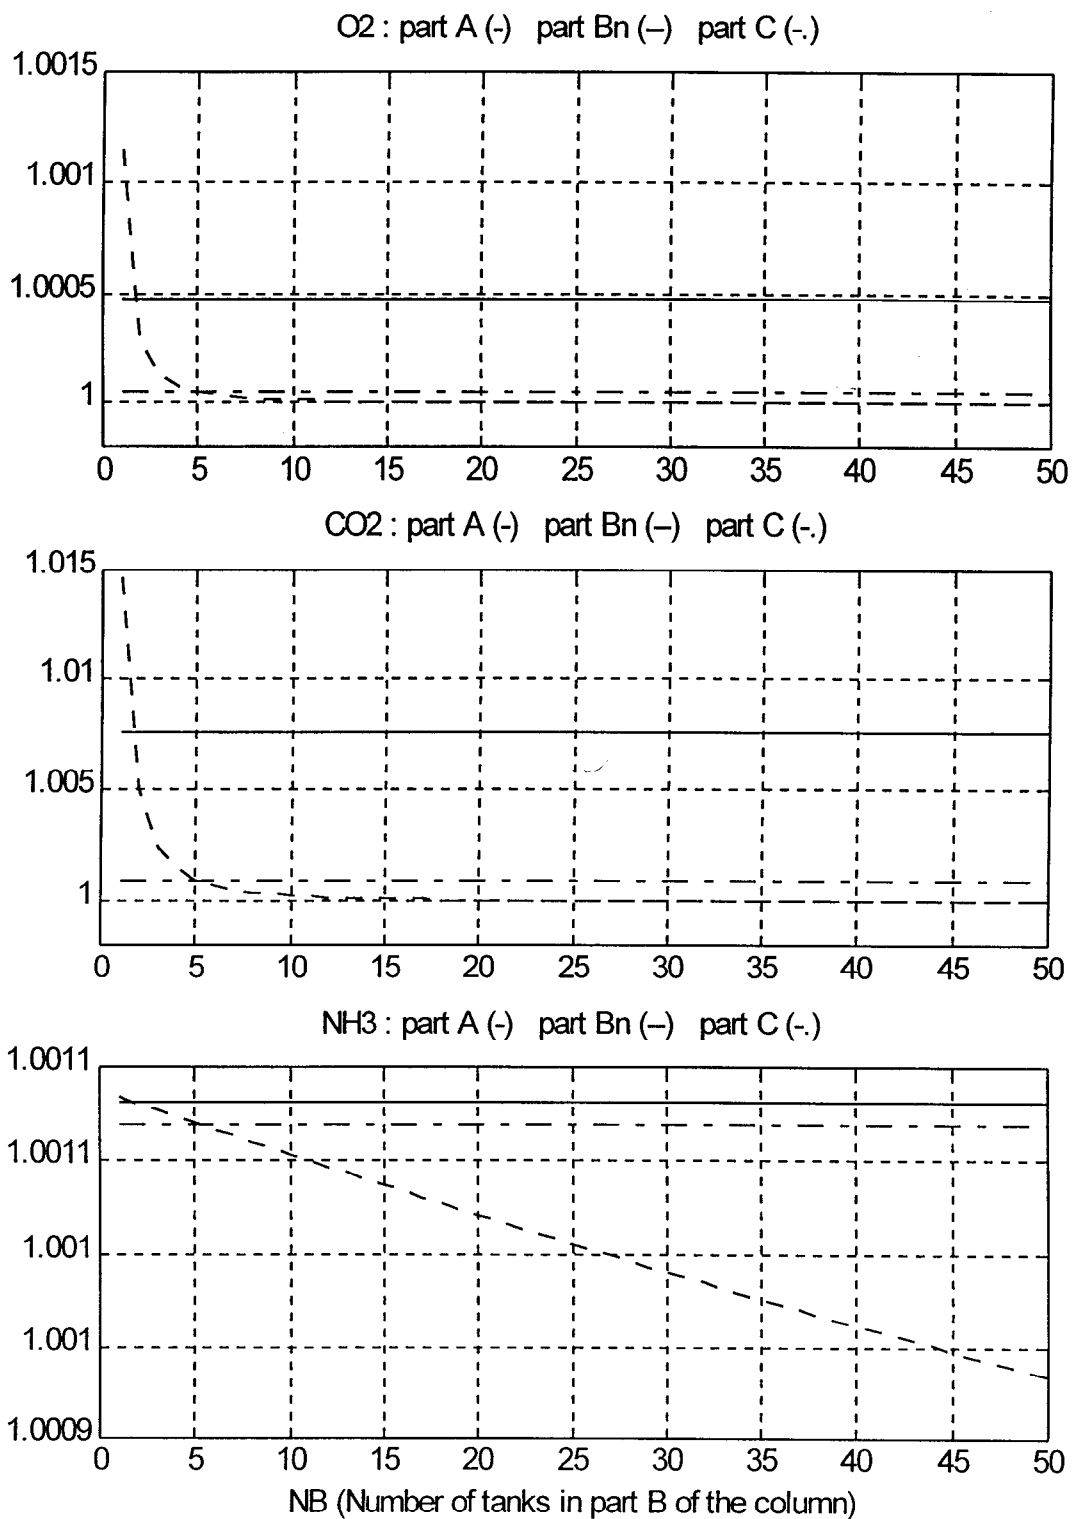 O2 : part A (-) part Bn (--) part C (-.)
1.0015
1.001
1.0005
1
0 5 10 15 20 25 30 35 40 45 50
CO2 : part A (-) part Bn (--) part C (-.)
1.015
1.01
1.005
1
0 5 10 15 20 25 30 35 40 45 50
NH3 : part A (-) part Bn (--) part C (-.)
1.0011
1.0011
1.001
1.001
1.0009
0 5 10 15 20 25 30 35 40 45 50
NB (Number of tanks in part B of the column)